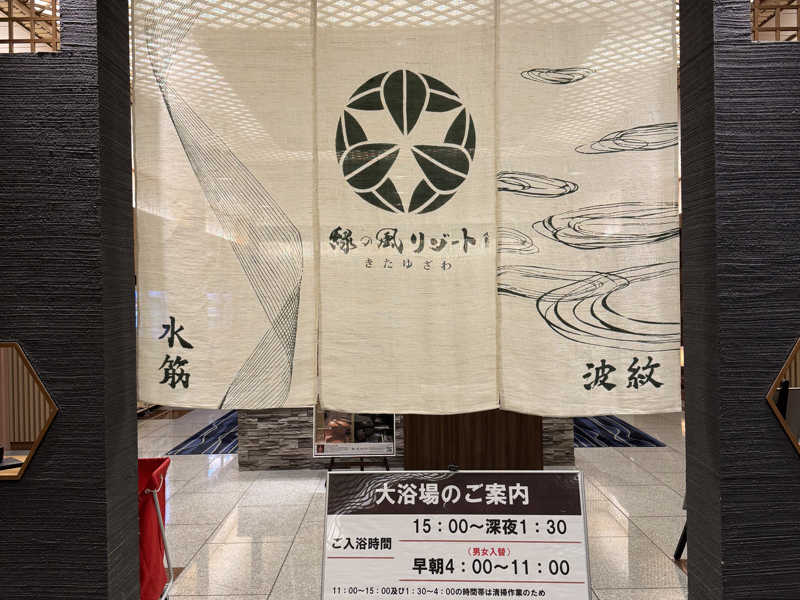 緑の風リゾート
きたゆざわ
水筋
波紋
大浴場のご案内
ご入浴時間
15：00～深夜1：30
（男女入替）
早朝4：00～11：00
11：00～15：00及び1：30～4：00の時間帯は清掃作業のため